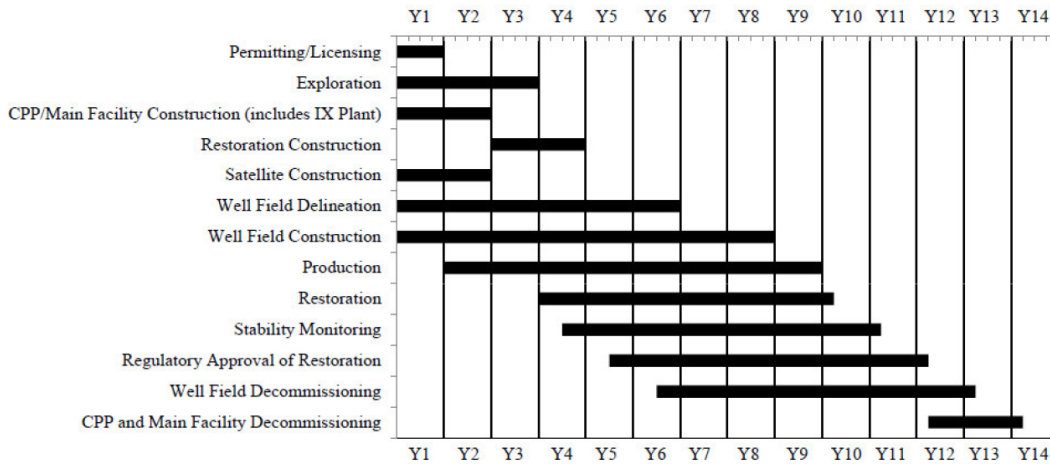 Y1 Y2 Y3 Y4 Y5 Y6 Y7 Y8 Y9 Y10 Y11 Y12 Y13 Y14
Permitting/Licensing
Exploration
CPP/Main Facility Construction (includes IX Plant)
Restoration Construction
Satellite Construction
Well Field Delineation
Well Field Construction
Production
Restoration
Stability Monitoring
Regulatory Approval of Restoration
Well Field Decommissioning
CPP and Main Facility Decommissioning
Y1 Y2 Y3 Y4 Y5 Y6 Y7 Y8 Y9 Y10 Y11 Y12 Y13 Y14